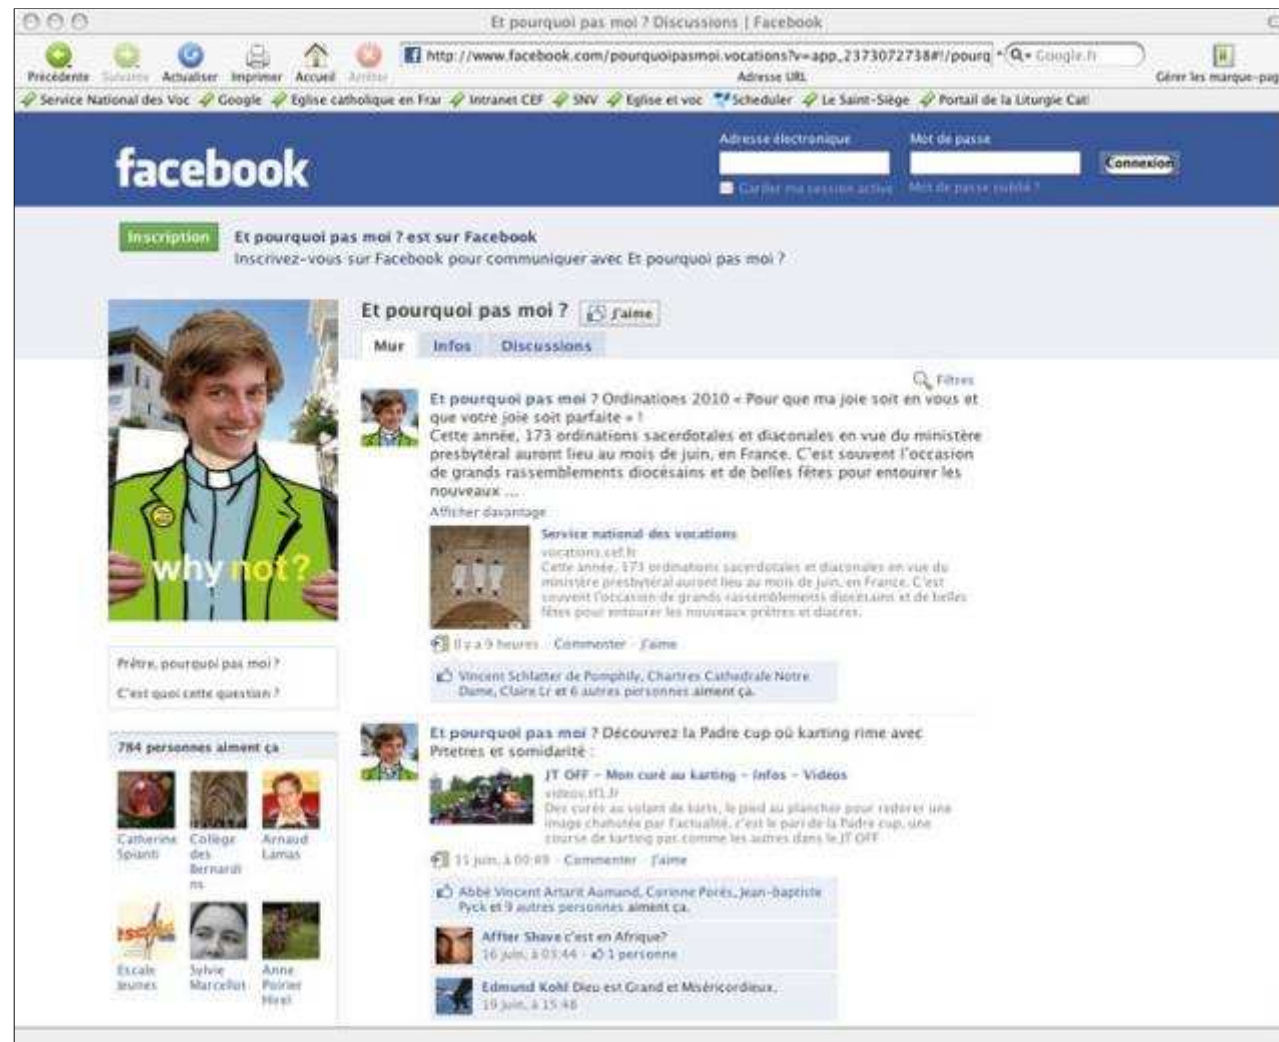 Et pourquoi pas moi ? Discussions | Facebook
http://www.facebook.com/pourquoipasmoi.vocations?v=app_2373072738#!/pourq
Google.fr
Précédente Suivante Actualiser Imprimer Accueil Arrêter Adresse URL Gérer les marque-pag
Service National des Voc Google Eglise catholique en Frar Intranet CEF SNV Eglise et voc Scheduler Le Saint-Siège Portail de la Liturgie Catl
facebook
Adresse électronique Mot de passe
Connexion
Garder ma session active Mot de passe oublié ?
Inscription
Et pourquoi pas moi ? est sur Facebook
Inscrivez-vous sur Facebook pour communiquer avec Et pourquoi pas moi ?
why not?
Et pourquoi pas moi ? J'aime
Mur Infos Discussions
Filtres
Et pourquoi pas moi ? Ordinations 2010 « Pour que ma joie soit en vous et
que votre joie soit parfaite » !
Cette année, 173 ordinations sacerdotales et diaconales en vue du ministère
presbytéral auront lieu au mois de juin, en France. C'est souvent l'occasion
de grands rassemblements diocésains et de belles fêtes pour entourer les
nouveaux ...
Afficher davantage
Service national des vocations
vocations.cef.fr
Cette année, 173 ordinations sacerdotales et diaconales en vue du
ministère presbytéral auront lieu au mois de juin, en France. C'est
souvent l'occasion de grands rassemblements diocésains et de belles
fêtes pour entourer les nouveaux prêtres et diacres.
Il y a 9 heures · Commenter · J'aime
Vincent Schlatter de Pomphily, Chartres Cathedrale Notre
Dame, Claire Lr et 6 autres personnes aiment ça.
Prêtre, pourquoi pas moi ?
C'est quoi cette question ?
784 personnes aiment ça
Catherine Spianti
Collège des Bernardi ns
Arnaud Lamas
Escale Jeunes
Sylvie Marcellot
Anne Poirier Hirel
Et pourquoi pas moi ? Découvrez la Padre cup où karting rime avec
Prtetres et somidarité :
JT OFF - Mon curé au karting - Infos - Vidéos
videos.tf1.fr
Des curés au volant de karts, le pied au plancher pour redorer une
image chahutée par l'actualité, c'est le pari de la Padre cup, une
course de karting pas comme les autres dans le JT OFF
15 juin, à 00:49 · Commenter · J'aime
Abbé Vincent Artarit Aumand, Corinne Porés, Jean-baptiste
Pyck et 9 autres personnes aiment ça.
Affter Shave c'est en Afrique?
16 juin, à 03:44 · 1 personne
Edmund Kohl Dieu est Grand et Miséricordieux.
19 juin, à 15:48